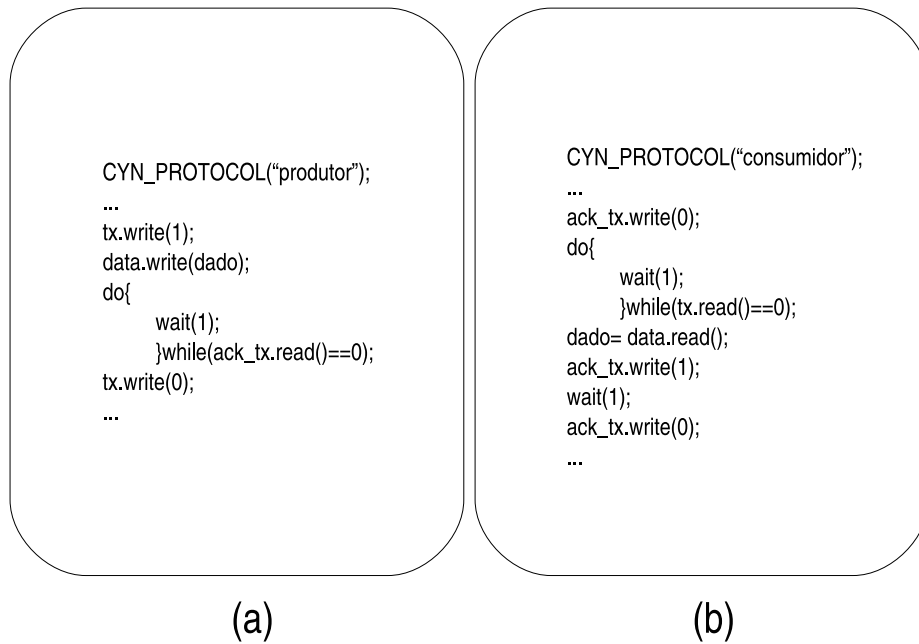 CYN_PROTOCOL(“produtor”);
...
tx.write(1);
data.write(dado);
do{
wait(1);
}while(ack_tx.read()==0);
tx.write(0);
...
(a)
CYN_PROTOCOL(“consumidor”);
...
ack_tx.write(0);
do{
wait(1);
}while(tx.read()==0);
dado= data.read();
ack_tx.write(1);
wait(1);
ack_tx.write(0);
...
(b)